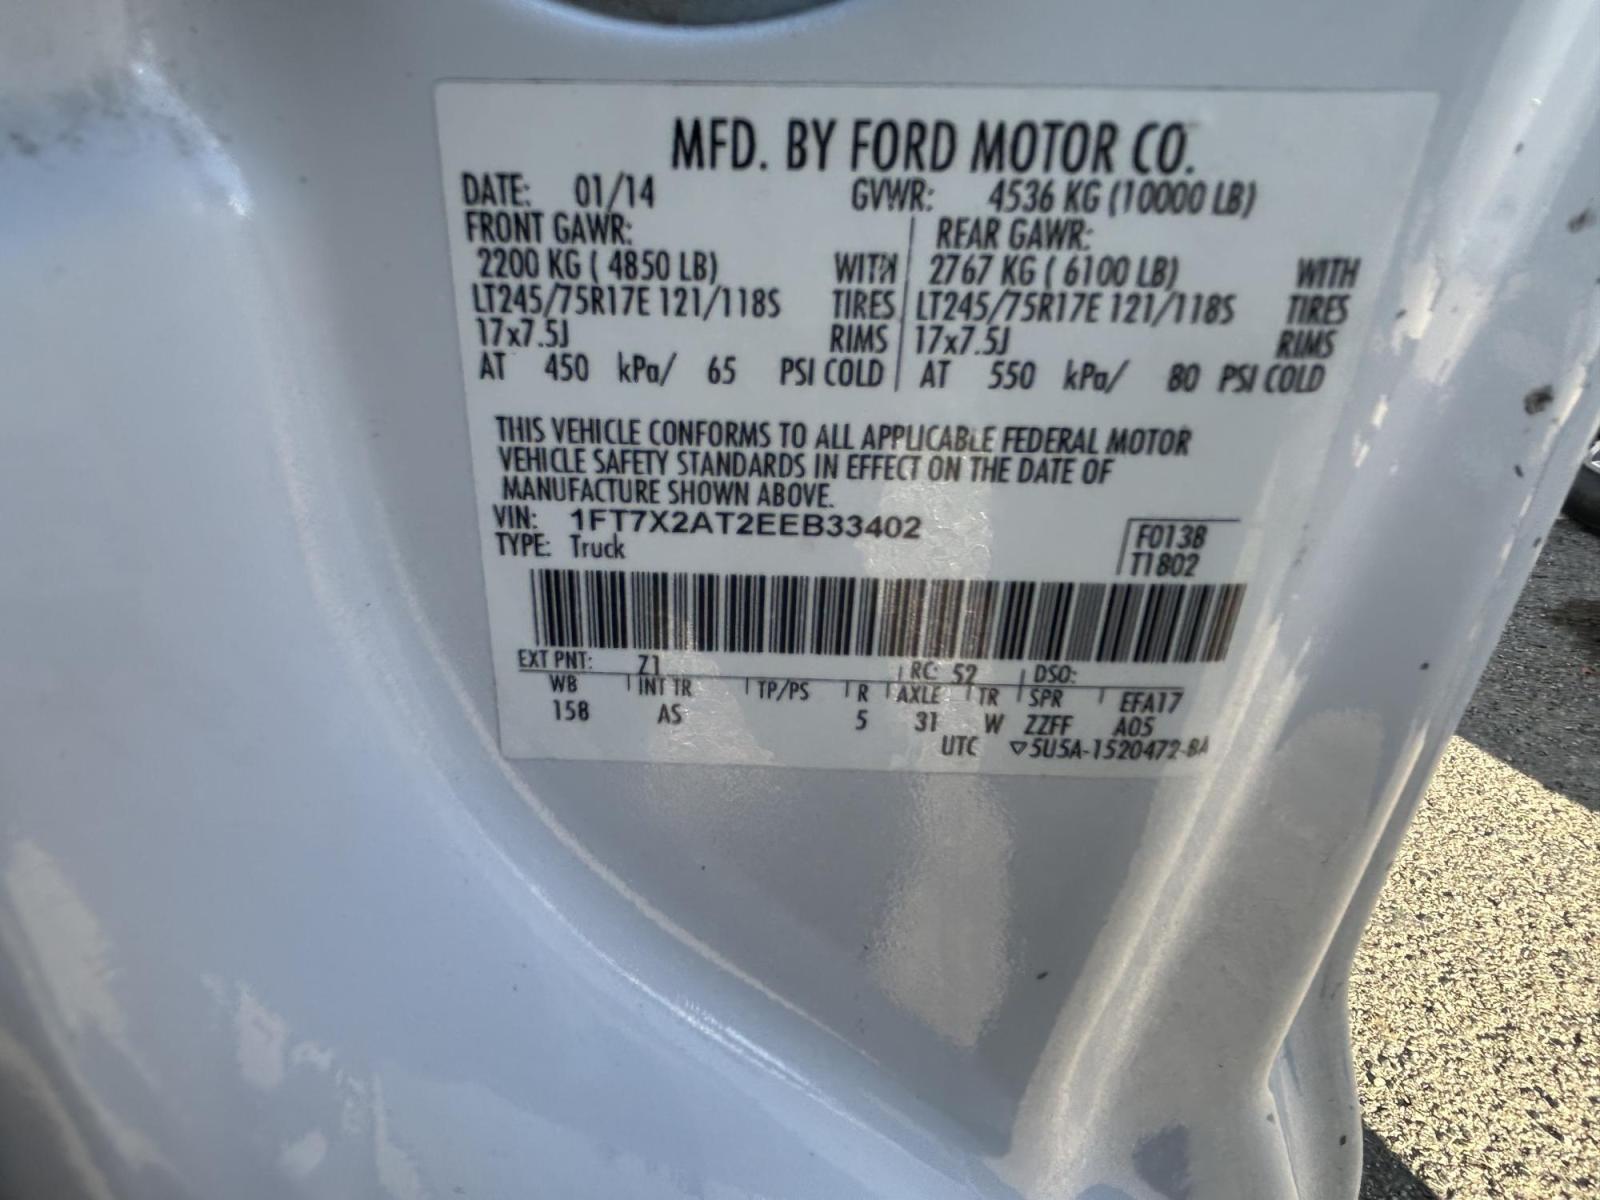 MFD. BY FORD MOTOR CO.
DATE: 01/14 GVWR: 4536 KG (10000 LB)
FRONT GAWR: REAR GAWR:
2200 KG ( 4850 LB) WITH 2767 KG ( 6100 LB) WITH
LT245/75R17E 121/118S TIRES LT245/75R17E 121/118S TIRES
17x7.5J RIMS 17x7.5J RIMS
AT 450 kPa/ 65 PSI COLD AT 550 kPa/ 80 PSI COLD
THIS VEHICLE CONFORMS TO ALL APPLICABLE FEDERAL MOTOR
VEHICLE SAFETY STANDARDS IN EFFECT ON THE DATE OF
MANUFACTURE SHOWN ABOVE.
VIN: 1FT7X2AT2EEB33402 F0138
TYPE: Truck T1802
EXT PNT: Z1 RC: 52 DSO:
WB INT TR TP/PS R AXLE TR SPR EFA17
158 AS 5 31 W ZZFF A05
UTC ▽5U5A-1520472-BA